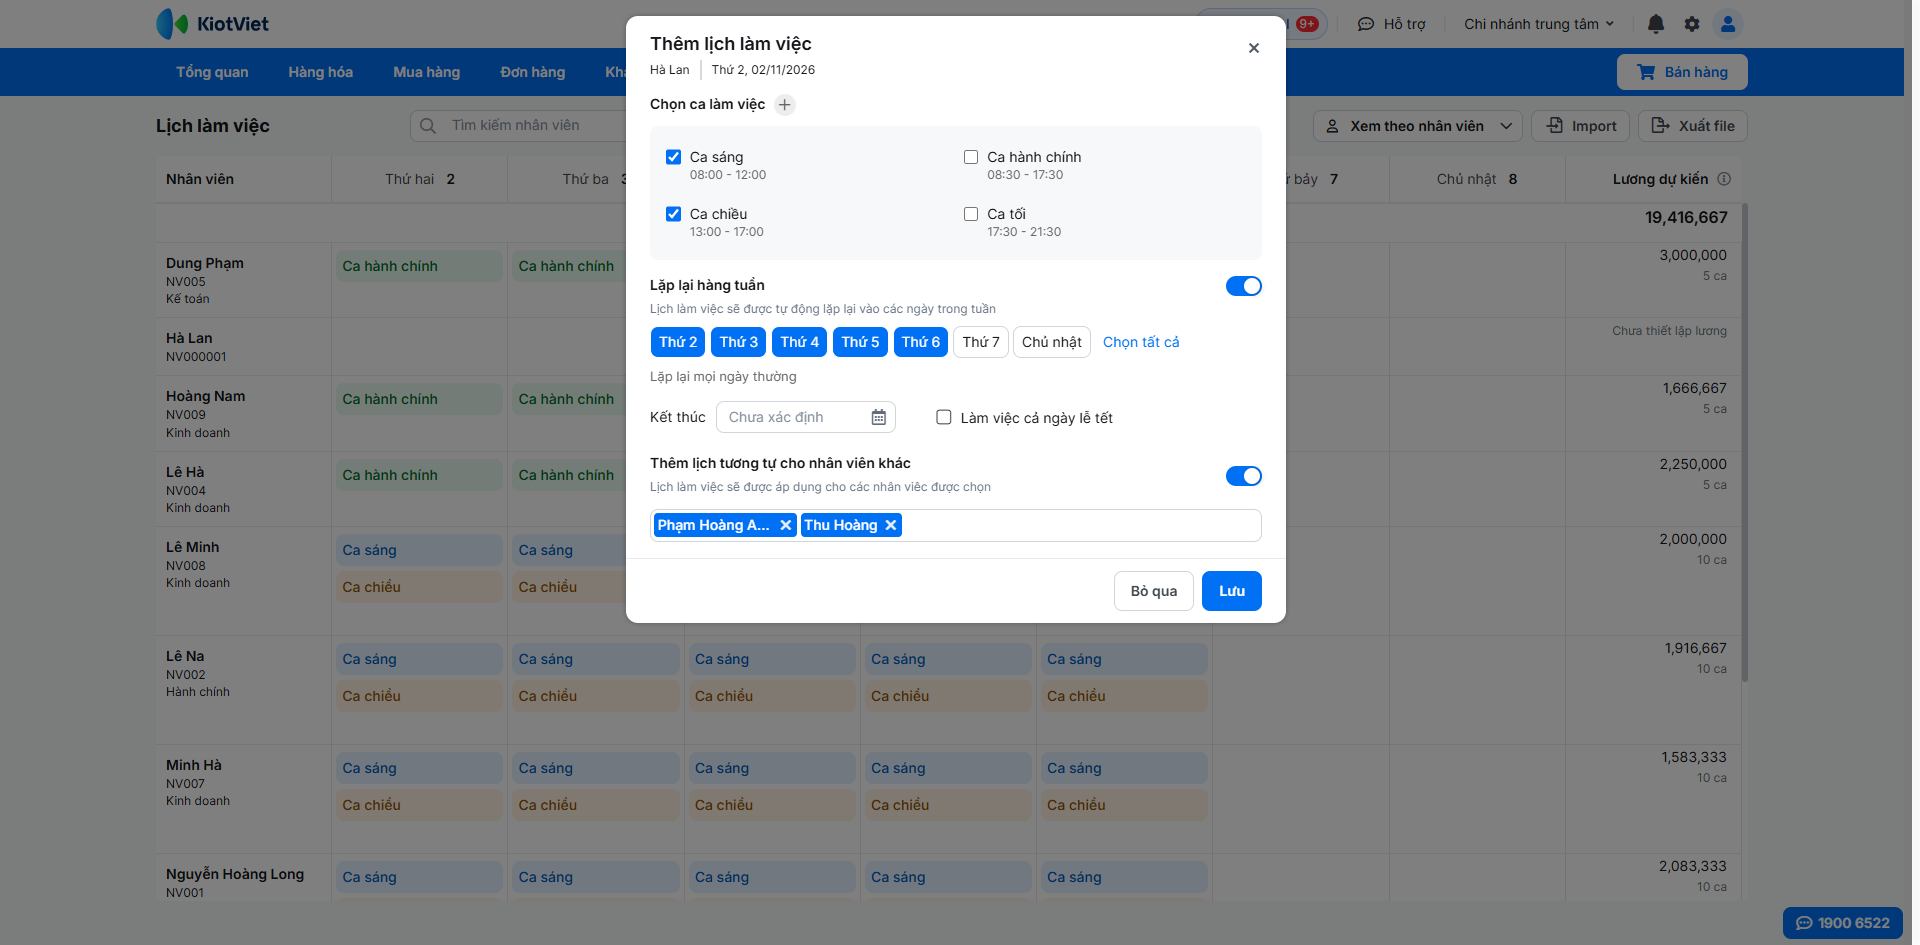 KiotViet
9+
Hỗ trợ
Chi nhánh trung tâm
Tổng quan
Hàng hóa
Mua hàng
Đơn hàng
Bán hàng
Lịch làm việc
Tìm kiếm nhân viên
Xem theo nhân viên
Import
Xuất file
Nhân viên
Thứ hai 2
Thứ ba
bảy 7
Chủ nhật 8
Lương dự kiến
19,416,667
Dung Phạm
NV005
Kế toán
Ca hành chính
Ca hành chính
3,000,000
5 ca
Hà Lan
NV000001
Chưa thiết lập lương
Hoàng Nam
NV009
Kinh doanh
Ca hành chính
Ca hành chính
1,666,667
5 ca
Lê Hà
NV004
Kinh doanh
Ca hành chính
Ca hành chính
2,250,000
5 ca
Lê Minh
NV008
Kinh doanh
Ca sáng
Ca sáng
Ca chiều
Ca chiều
2,000,000
10 ca
Lê Na
NV002
Hành chính
Ca sáng
Ca sáng
Ca sáng
Ca sáng
Ca sáng
Ca chiều
Ca chiều
Ca chiều
Ca chiều
Ca chiều
1,916,667
10 ca
Minh Hà
NV007
Kinh doanh
Ca sáng
Ca sáng
Ca sáng
Ca sáng
Ca sáng
Ca chiều
Ca chiều
Ca chiều
Ca chiều
Ca chiều
1,583,333
10 ca
Nguyễn Hoàng Long
NV001
Ca sáng
Ca sáng
Ca sáng
Ca sáng
Ca sáng
2,083,333
10 ca
Thêm lịch làm việc
Hà Lan
Thứ 2, 02/11/2026
Chọn ca làm việc
Ca sáng
08:00 - 12:00
Ca hành chính
08:30 - 17:30
Ca chiều
13:00 - 17:00
Ca tối
17:30 - 21:30
Lặp lại hàng tuần
Lịch làm việc sẽ được tự động lặp lại vào các ngày trong tuần
Thứ 2
Thứ 3
Thứ 4
Thứ 5
Thứ 6
Thứ 7
Chủ nhật
Chọn tất cả
Lặp lại mọi ngày thường
Kết thúc
Chưa xác định
Làm việc cả ngày lễ tết
Thêm lịch tương tự cho nhân viên khác
Lịch làm việc sẽ được áp dụng cho các nhân viêc được chọn
Phạm Hoàng A...
Thu Hoàng
Bỏ qua
Lưu
1900 6522